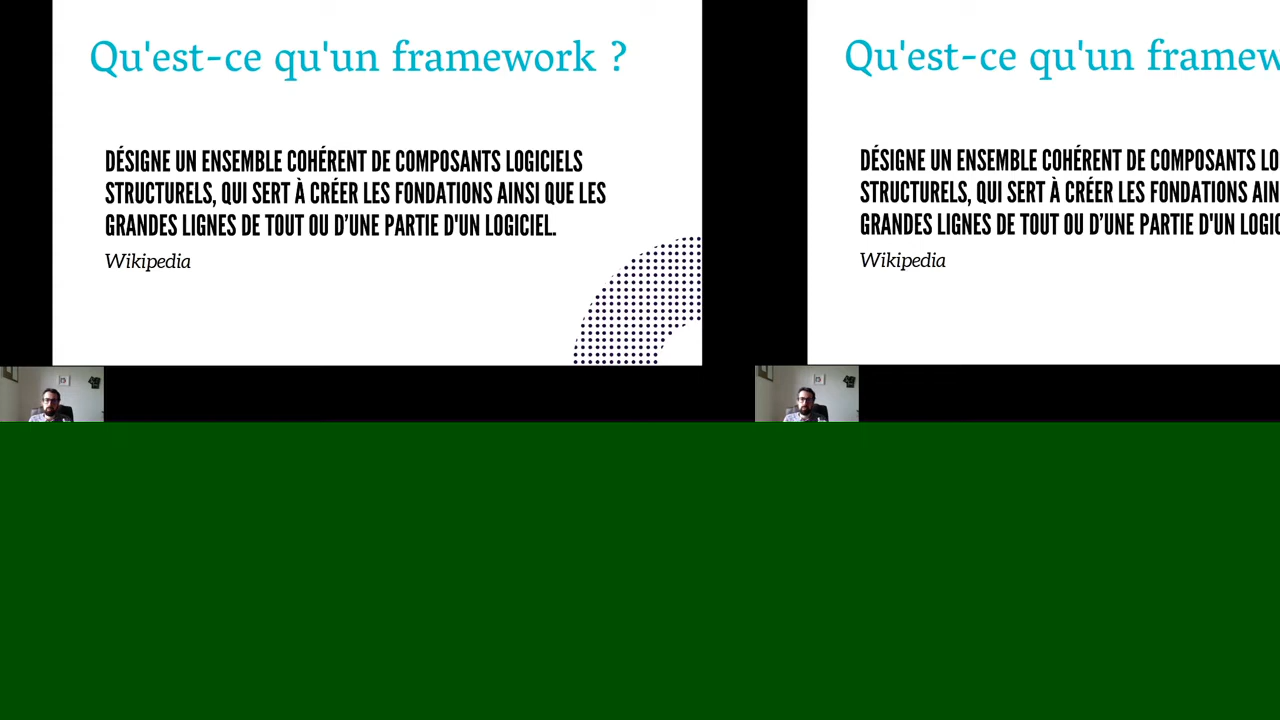 Qu'est-ce qu'un framework ?
DÉSIGNE UN ENSEMBLE COHÉRENT DE COMPOSANTS LOGICIELS
STRUCTURELS, QUI SERT À CRÉER LES FONDATIONS AINSI QUE LES
GRANDES LIGNES DE TOUT OU D’UNE PARTIE D'UN LOGICIEL.
Wikipedia
Qu'est-ce qu'un framew
DÉSIGNE UN ENSEMBLE COHÉRENT DE COMPOSANTS LO
STRUCTURELS, QUI SERT À CRÉER LES FONDATIONS AIN
GRANDES LIGNES DE TOUT OU D’UNE PARTIE D'UN LOGIC
Wikipedia